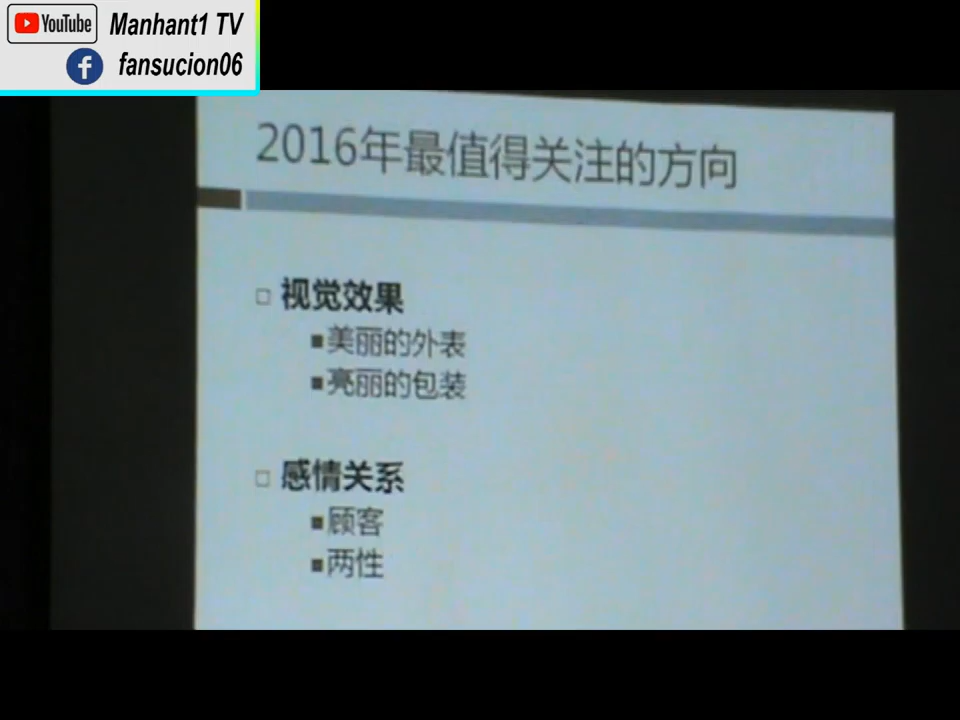 YouTube Manhant1 TV
fansucion06
2016年最值得关注的方向
视觉效果
美丽的外表
亮丽的包装
感情关系
顾客
两性